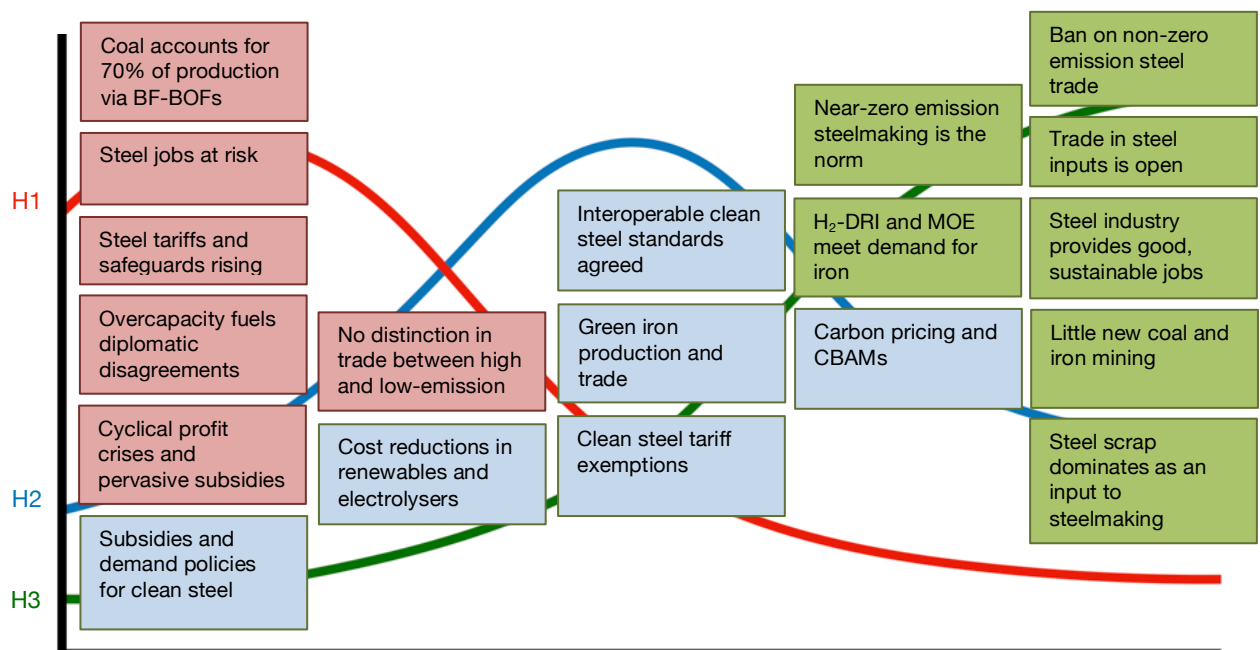 H1
H2
H3
Coal accounts for
70% of production
via BF-BOFs
Steel jobs at risk
Steel tariffs and
safeguards rising
Overcapacity fuels
diplomatic
disagreements
Cyclical profit
crises and
pervasive subsidies
Subsidies and
demand policies
for clean steel
No distinction in
trade between high
and low-emission
Cost reductions in
renewables and
electrolysers
Interoperable clean
steel standards
agreed
Green iron
production and
trade
Clean steel tariff
exemptions
Near-zero emission
steelmaking is the
norm
H₂-DRI and MOE
meet demand for
iron
Carbon pricing and
CBAMs
Ban on non-zero
emission steel
trade
Trade in steel
inputs is open
Steel industry
provides good,
sustainable jobs
Little new coal and
iron mining
Steel scrap
dominates as an
input to
steelmaking